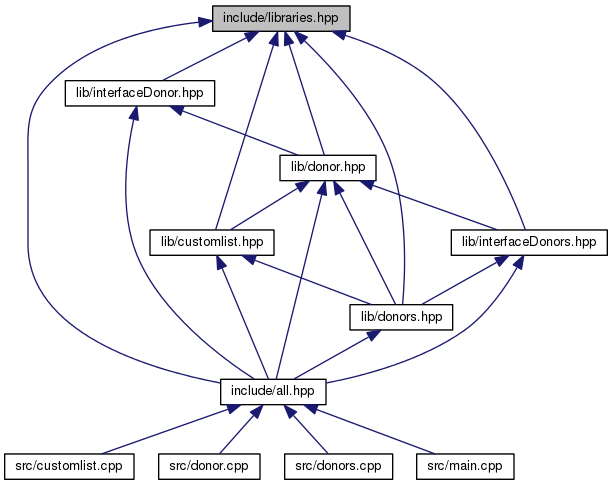 include/libraries.hpp
lib/interfaceDonor.hpp
lib/donor.hpp
lib/customlist.hpp
lib/interfaceDonors.hpp
lib/donors.hpp
include/all.hpp
src/customlist.cpp
src/donor.cpp
src/donors.cpp
src/main.cpp